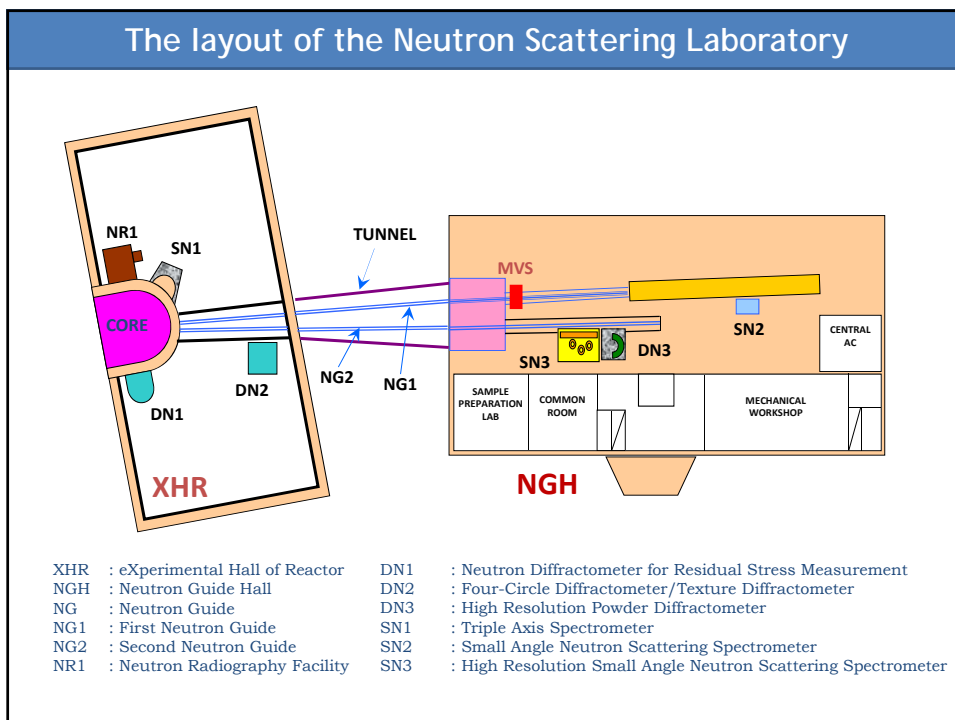 The layout of the Neutron Scattering Laboratory
NR1
SN1
TUNNEL
MVS
CORE
SN2
CENTRAL
AC
SN3
DN3
NG2
NG1
DN2
DN1
SAMPLE
PREPARATION
LAB
COMMON
ROOM
MECHANICAL
WORKSHOP
XHR
NGH
XHR : eXperimental Hall of Reactor
NGH : Neutron Guide Hall
NG : Neutron Guide
NG1 : First Neutron Guide
NG2 : Second Neutron Guide
NR1 : Neutron Radiography Facility
DN1 : Neutron Diffractometer for Residual Stress Measurement
DN2 : Four-Circle Diffractometer/Texture Diffractometer
DN3 : High Resolution Powder Diffractometer
SN1 : Triple Axis Spectrometer
SN2 : Small Angle Neutron Scattering Spectrometer
SN3 : High Resolution Small Angle Neutron Scattering Spectrometer